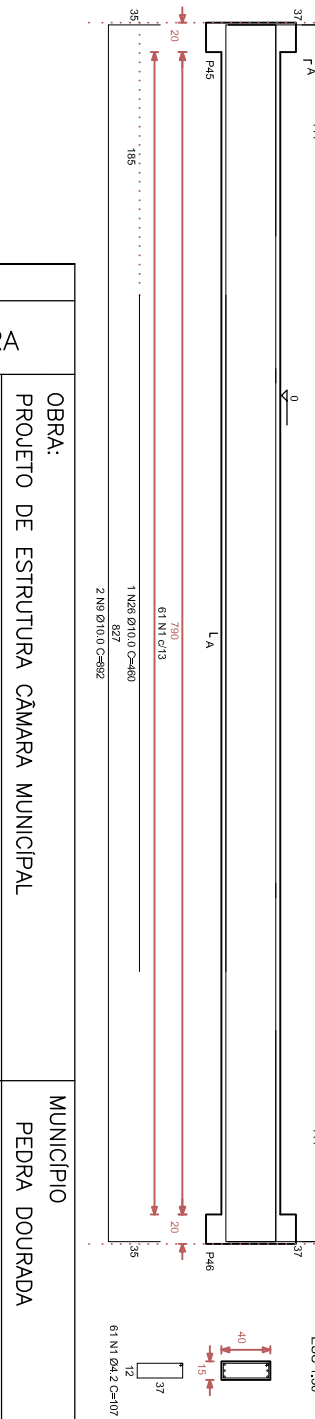 A
37
37
0
A
P45
P46
20
790
20
61 N1 c/13
185
1 N26 Ø10.0 C=460
35
827
35
2 N9 Ø10.0 C=892
40
15
37
12
61 N1 Ø4.2 C=107
OBRA:
PROJETO DE ESTRUTURA CÂMARA MUNICÍPAL
MUNICÍPIO
PEDRA DOURADA
RA